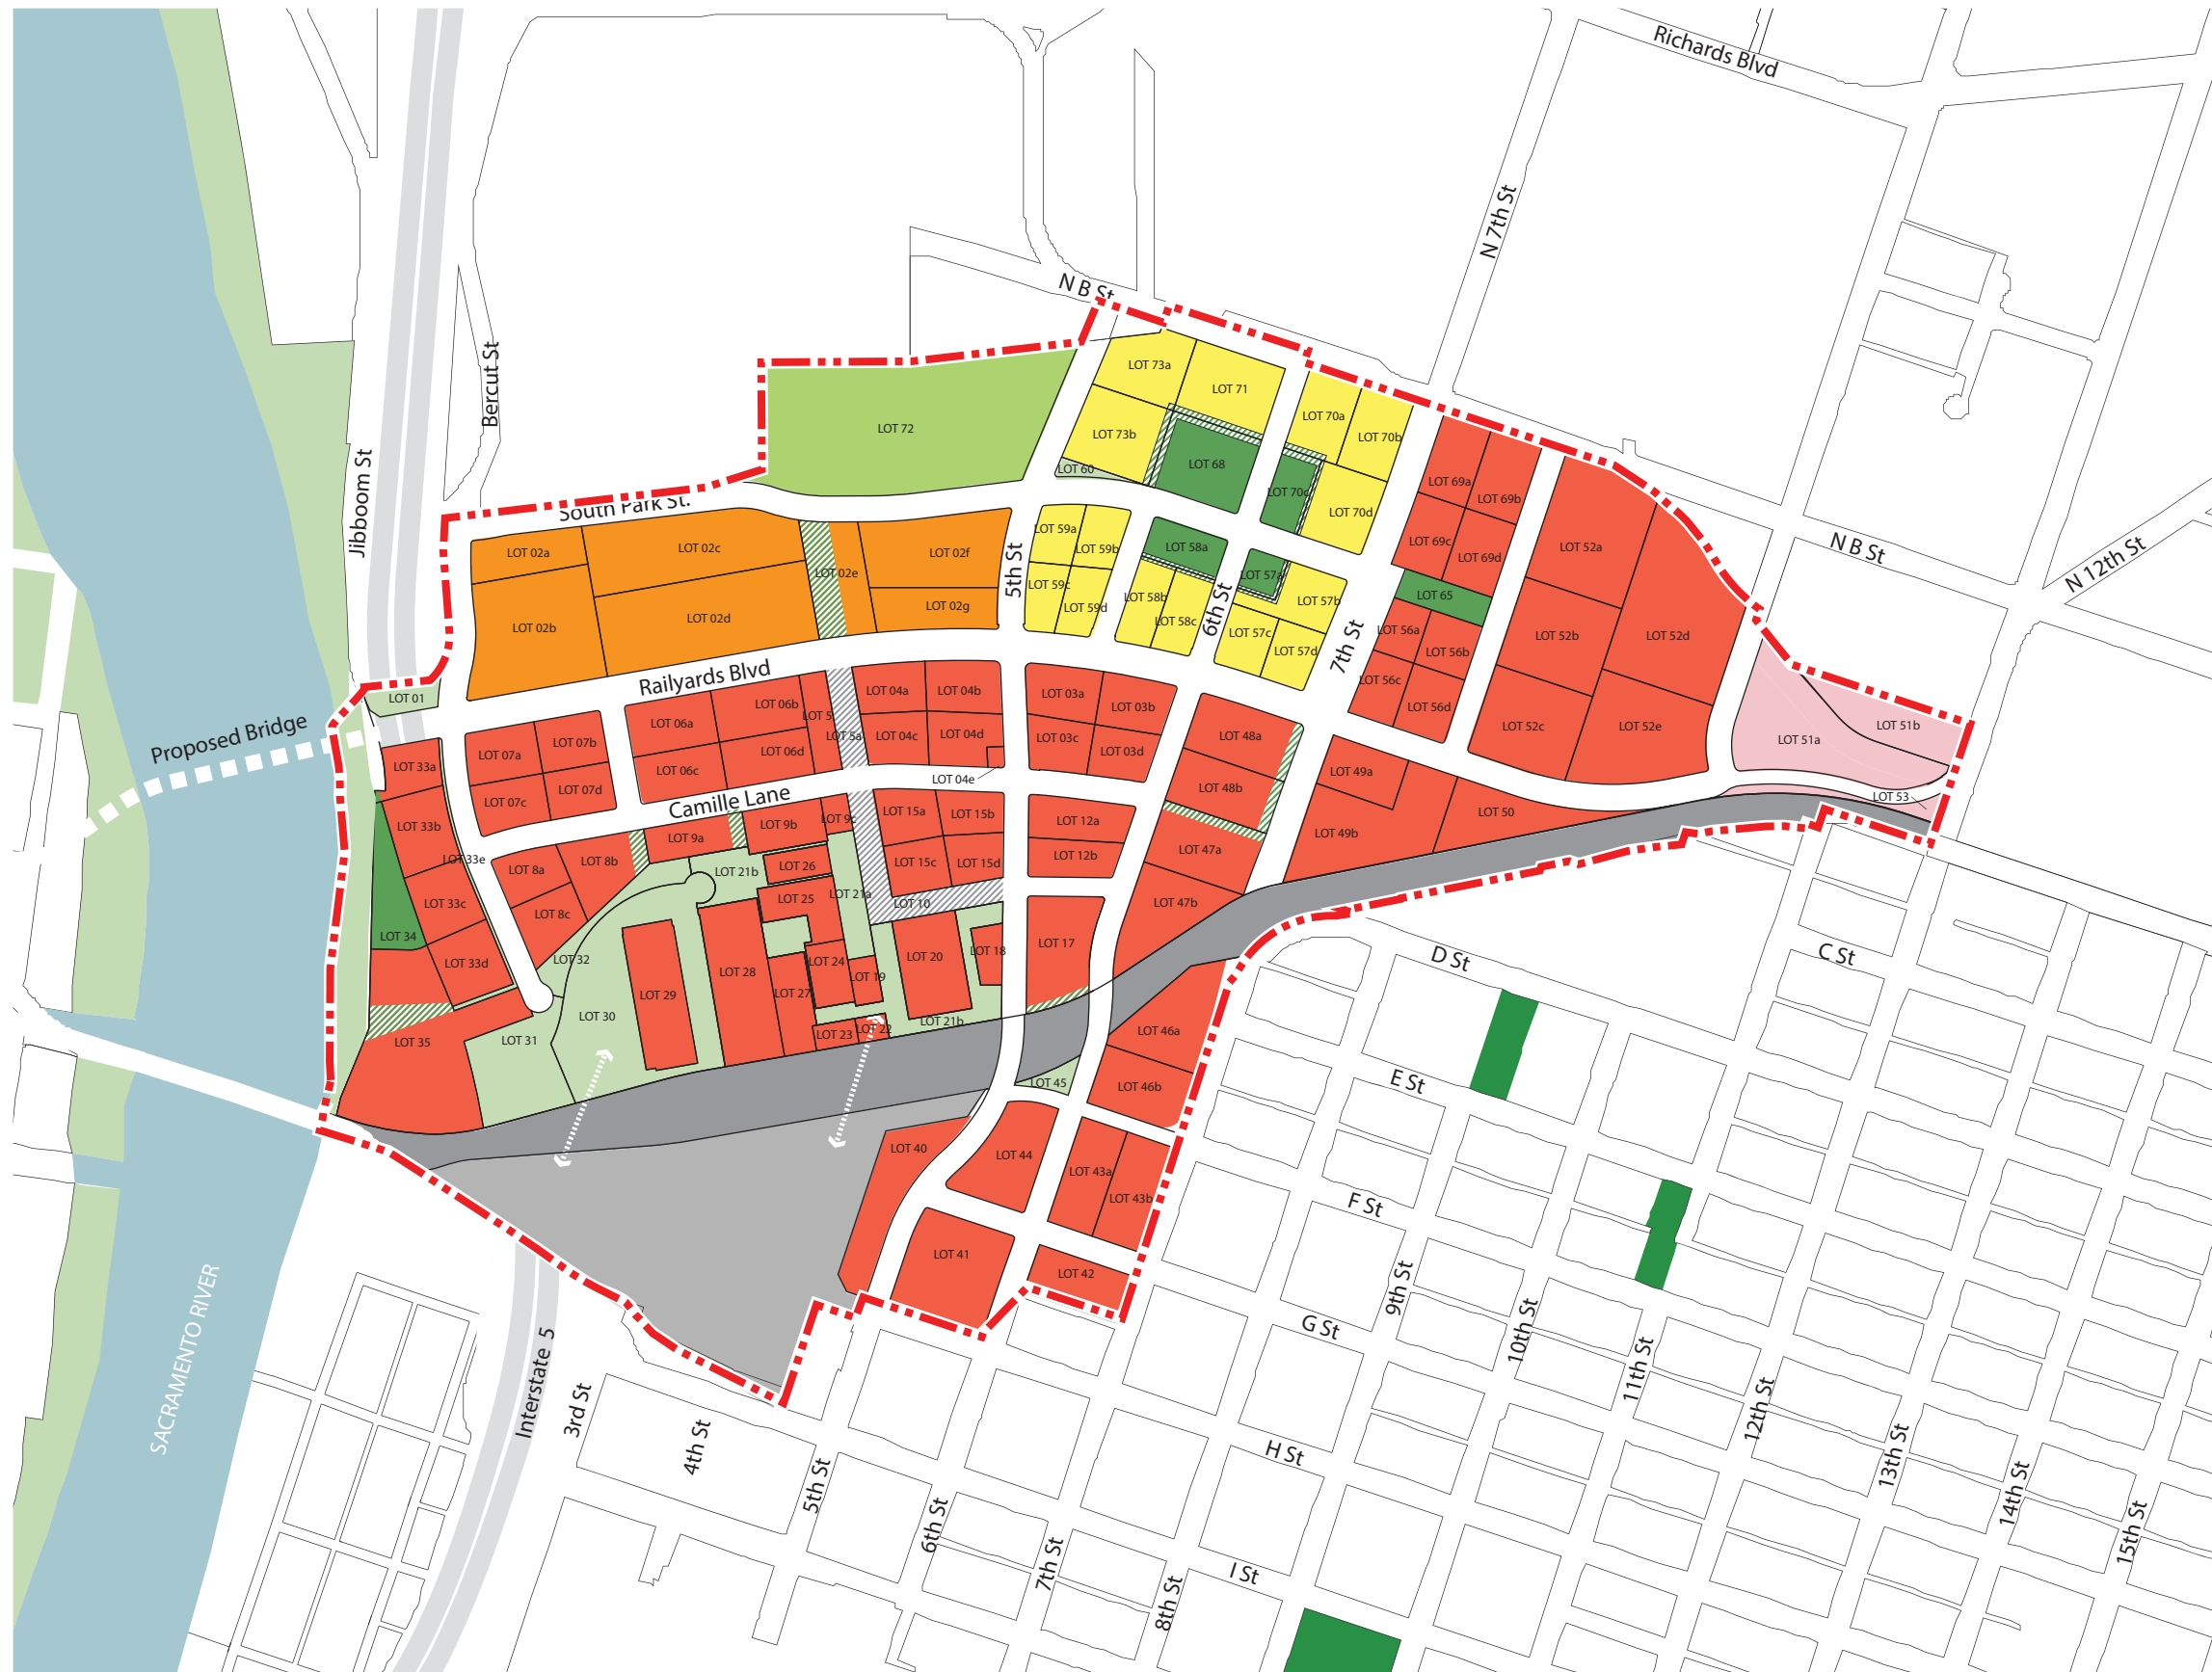 Richards Blvd
N 7th St
N B St
Bercut St
Jibboom St
N B St
N 12th St
LOT 73a
LOT 71
LOT 70a
LOT 70b
LOT 72
LOT 73b
LOT 60
LOT 68
LOT 70c
LOT 70d
LOT 69a
LOT 69b
LOT 69c
LOT 69d
South Park St.
LOT 02a
LOT 02c
LOT 02e
LOT 02f
LOT 02b
LOT 02d
LOT 02g
5th St
LOT 59a
LOT 59b
LOT 59c
LOT 59d
LOT 58a
LOT 58b
LOT 58c
6th St
LOT 57a
LOT 57b
LOT 57c
LOT 57d
7th St
LOT 65
LOT 56a
LOT 56b
LOT 56c
LOT 56d
LOT 52a
LOT 52b
LOT 52d
LOT 52c
LOT 52e
LOT 51a
LOT 51b
LOT 53
Railyards Blvd
LOT 01
Proposed Bridge
LOT 07a
LOT 07b
LOT 07c
LOT 07d
LOT 06a
LOT 06b
LOT 06c
LOT 06d
LOT 5
LOT 5a
LOT 04a
LOT 04b
LOT 04c
LOT 04d
LOT 04e
LOT 03a
LOT 03b
LOT 03c
LOT 03d
LOT 48a
LOT 48b
LOT 49a
LOT 49b
LOT 50
Camille Lane
LOT 33a
LOT 33b
LOT 33e
LOT 33c
LOT 33d
LOT 34
LOT 35
LOT 8a
LOT 8b
LOT 8c
LOT 9a
LOT 9b
LOT 9c
LOT 15a
LOT 15b
LOT 15c
LOT 15d
LOT 12a
LOT 12b
LOT 47a
LOT 47b
LOT 21b
LOT 26
LOT 25
LOT 21a
LOT 10
LOT 32
LOT 30
LOT 31
LOT 29
LOT 28
LOT 27
LOT 24
LOT 19
LOT 20
LOT 18
LOT 17
LOT 23
LOT 22
LOT 21b
LOT 45
LOT 46a
LOT 46b
LOT 40
LOT 44
LOT 43a
LOT 43b
LOT 41
LOT 42
D St
C St
E St
F St
G St
H St
I St
SACRAMENTO RIVER
Interstate 5
3rd St
4th St
5th St
6th St
7th St
8th St
9th St
10th St
11th St
12th St
13th St
14th St
15th St